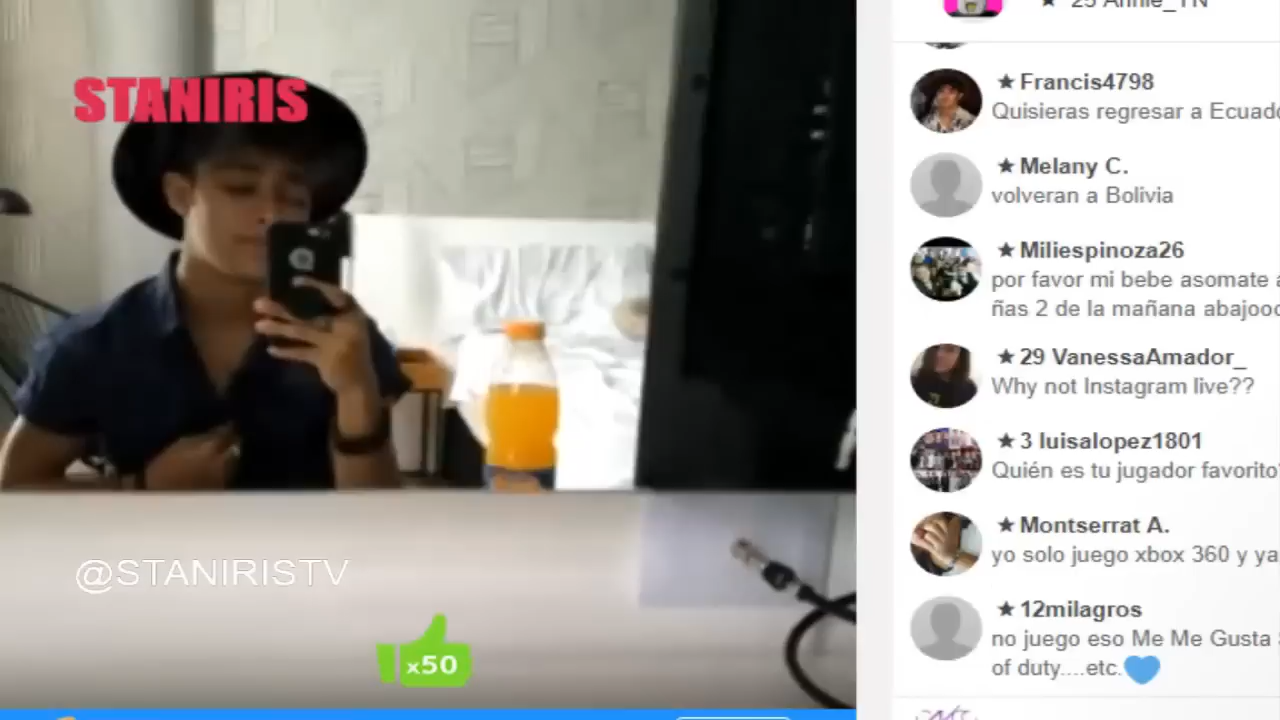 STANIRIS
@STANIRISTV
x50
★ 25 Annie_TN
★ Francis4798
Quisieras regresar a Ecuado
★ Melany C.
volveran a Bolivia
★ Miliespinoza26
por favor mi bebe asomate a
ñas 2 de la mañana abajooo
★ 29 VanessaAmador_
Why not Instagram live??
★ 3 luisalopez1801
Quién es tu jugador favorito?
★ Montserrat A.
yo solo juego xbox 360 y ya
★ 12milagros
no juego eso Me Me Gusta
of duty....etc.